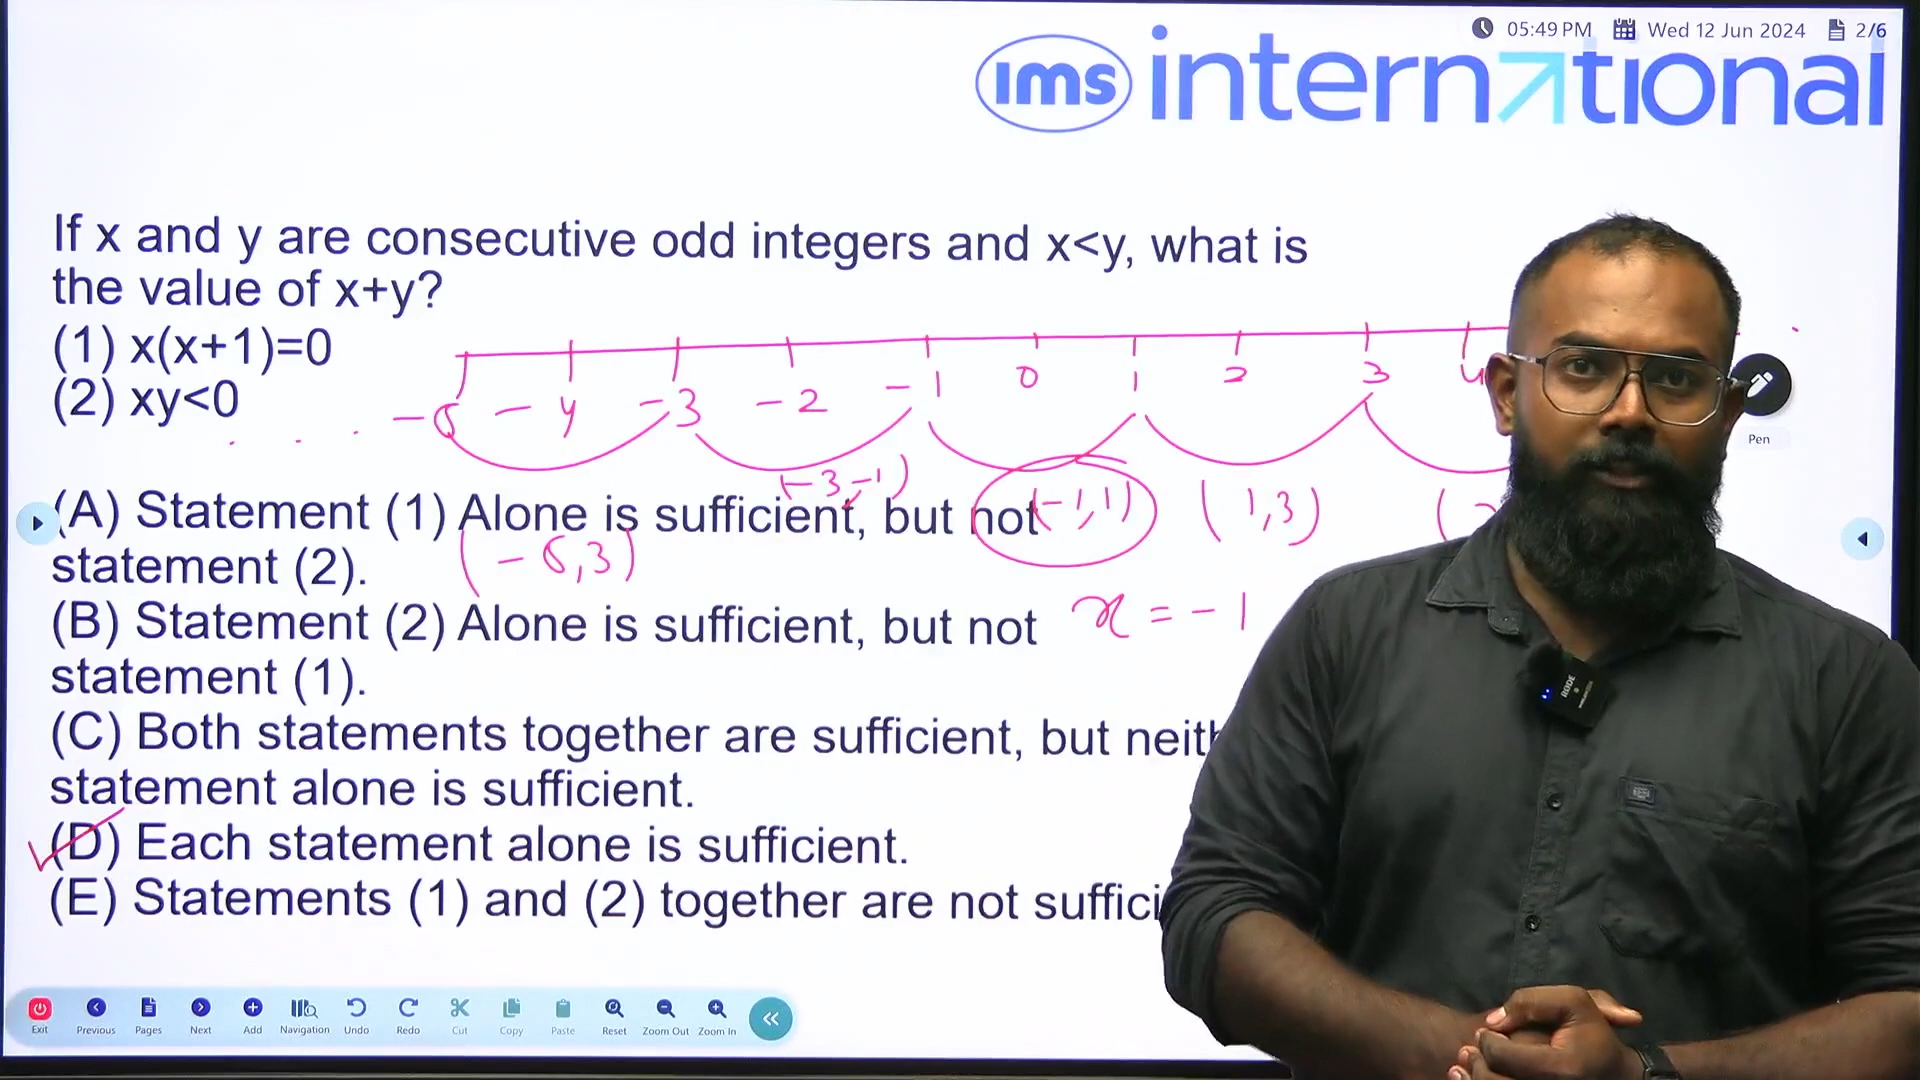 05:49 PM Wed 12 Jun 2024 2/6
ims international
If x and y are consecutive odd integers and x<y, what is
the value of x+y?
(1) x(x+1)=0
(2) xy<0
-5 -4 -3 -2 -1 0 1 2 3 4
Pen
(-3,-1)
(A) Statement (1) Alone is sufficient, but not
(-1,1) (1,3)
statement (2).
(-5,3)
(B) Statement (2) Alone is sufficient, but not
x = -1
statement (1).
(C) Both statements together are sufficient, but
statement alone is sufficient.
(D) Each statement alone is sufficient.
(E) Statements (1) and (2) together are not
RODE
Exit Previous Pages Next Add Navigation Undo Redo Cut Copy Paste Reset Zoom Out Zoom In